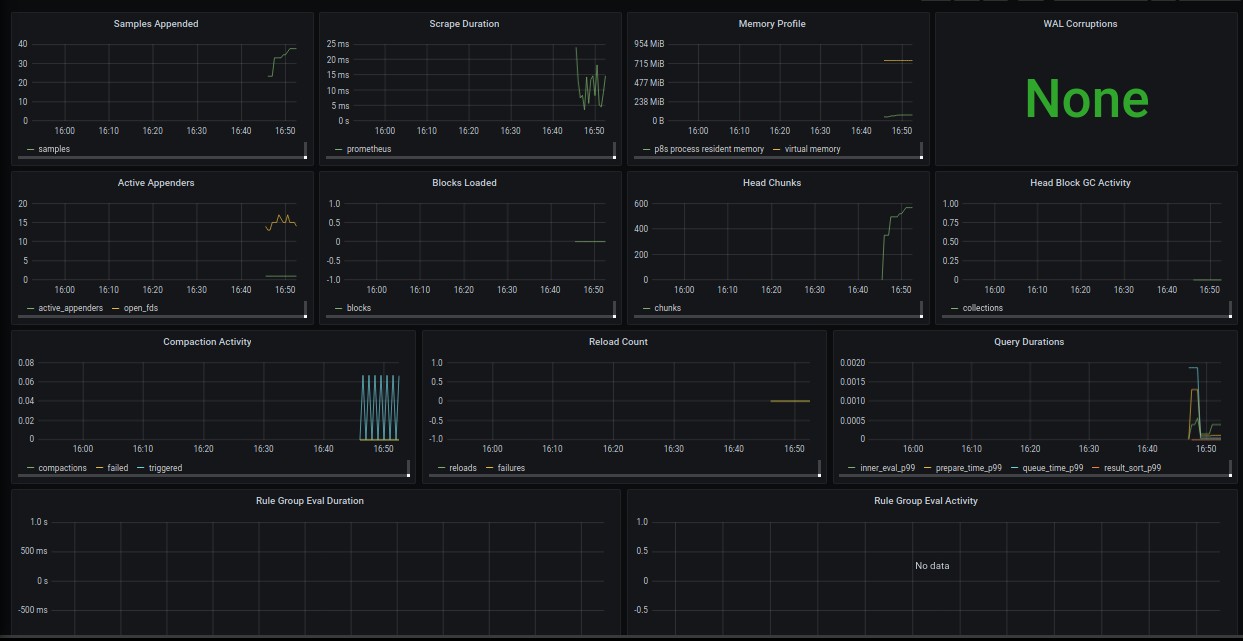 Samples Appended
40
30
20
10
0
16:00 16:10 16:20 16:30 16:40 16:50
samples
Scrape Duration
25 ms
20 ms
15 ms
10 ms
5 ms
0 s
16:00 16:10 16:20 16:30 16:40 16:50
prometheus
Memory Profile
954 MiB
715 MiB
477 MiB
238 MiB
0 B
16:00 16:10 16:20 16:30 16:40 16:50
p8s process resident memory virtual memory
WAL Corruptions
None
Active Appenders
20
15
10
5
0
16:00 16:10 16:20 16:30 16:40 16:50
active_appenders open_fds
Blocks Loaded
1.0
0.5
0
-0.5
-1.0
16:00 16:10 16:20 16:30 16:40 16:50
blocks
Head Chunks
600
400
200
0
16:00 16:10 16:20 16:30 16:40 16:50
chunks
Head Block GC Activity
1.00
0.75
0.50
0.25
0
16:00 16:10 16:20 16:30 16:40 16:50
collections
Compaction Activity
0.08
0.06
0.04
0.02
0
16:00 16:10 16:20 16:30 16:40 16:50
compactions failed triggered
Reload Count
1.0
0.5
0
-0.5
-1.0
16:00 16:10 16:20 16:30 16:40 16:50
reloads failures
Query Durations
0.0020
0.0015
0.0010
0.0005
0
16:00 16:10 16:20 16:30 16:40 16:50
inner_eval_p99 prepare_time_p99 queue_time_p99 result_sort_p99
Rule Group Eval Duration
1.0 s
500 ms
0 s
-500 ms
Rule Group Eval Activity
1.0
0.5
0
-0.5
No data